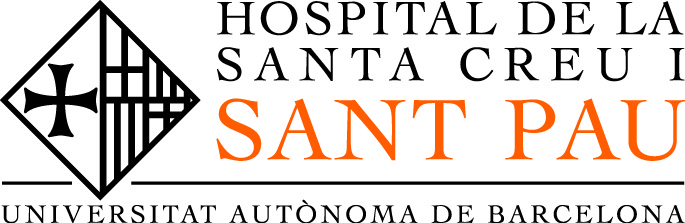 HOSPITAL DE LA
SANTA CREU I
SANT PAU
UNIVERSITAT AUTÒNOMA DE BARCELONA